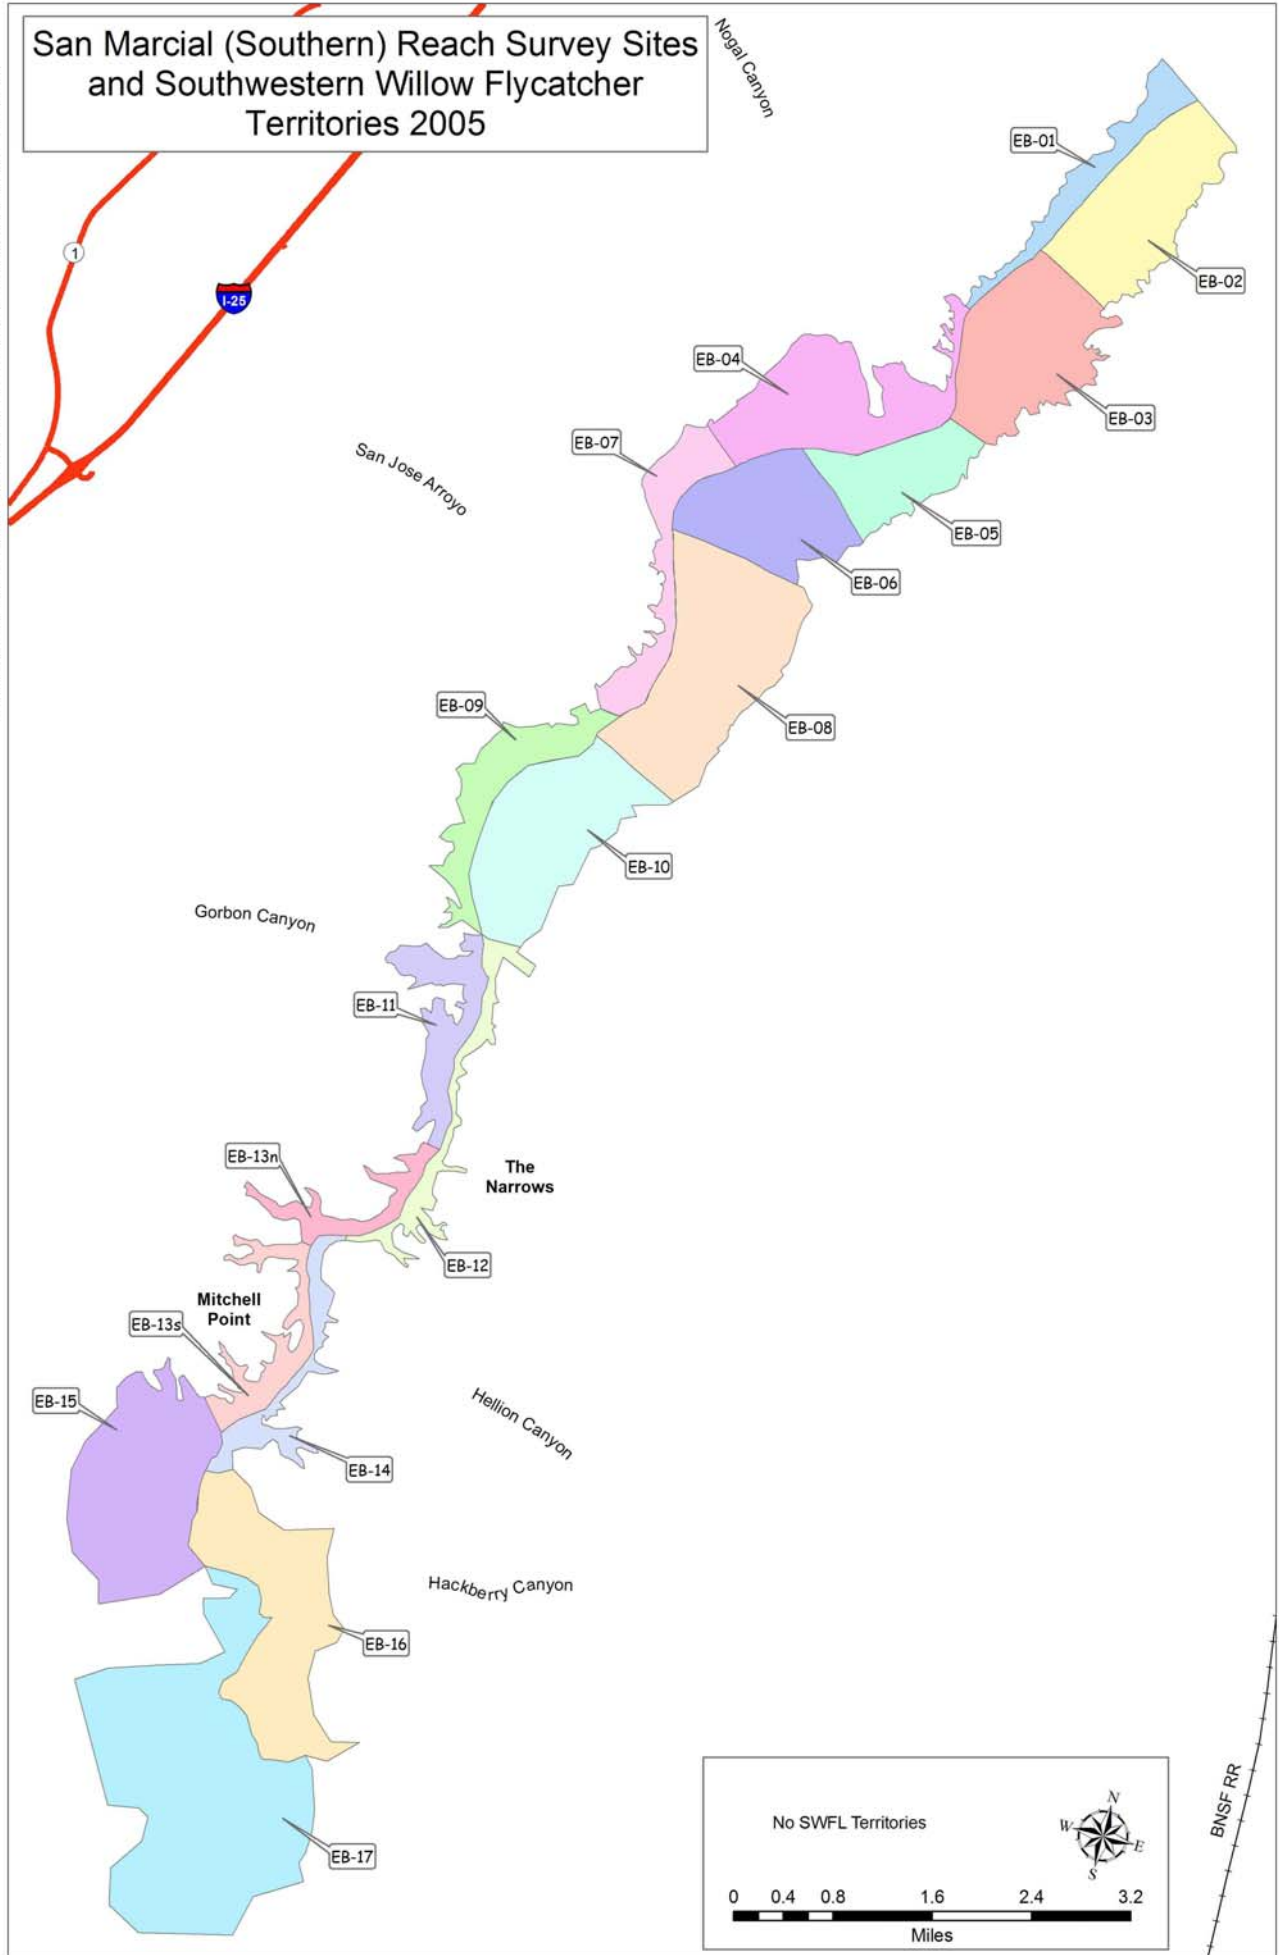 San Marcial (Southern) Reach Survey Sites
and Southwestern Willow Flycatcher
Territories 2005
Nogal Canyon
EB-01
1
I-25
EB-02
EB-04
EB-03
EB-07
San Jose Arroyo
EB-05
EB-06
EB-09
EB-08
EB-10
Gorbon Canyon
EB-11
EB-13n
The
Narrows
EB-12
Mitchell
Point
EB-13s
EB-15
Hellion Canyon
EB-14
Hackberry Canyon
EB-16
BNSF RR
No SWFL Territories
N
W
E
S
EB-17
0 0.4 0.8 1.6 2.4 3.2
Miles